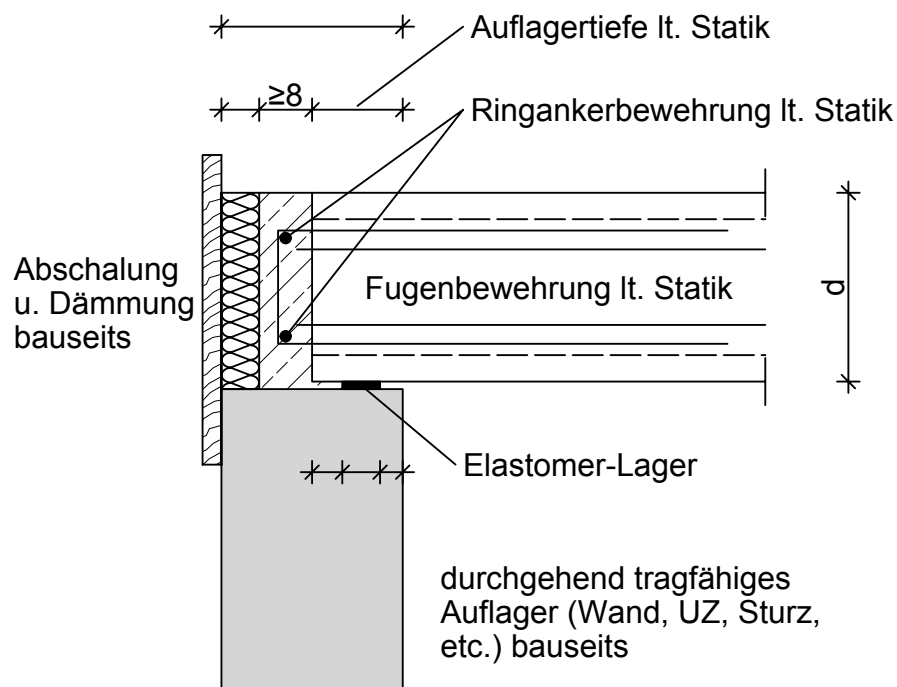 Auflagertiefe lt. Statik
≥8
Ringankerbewehrung lt. Statik
Abschalung
u. Dämmung
bauseits
Fugenbewehrung lt. Statik
d
Elastomer-Lager
durchgehend tragfähiges
Auflager (Wand, UZ, Sturz,
etc.) bauseits